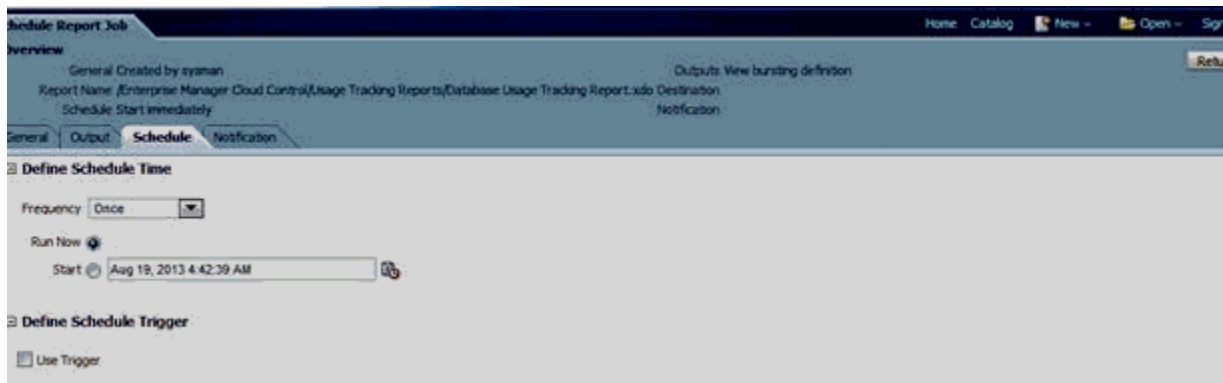 hedule Report Job
Home Catalog New Open Sig
Overview
General Created by sysman
Outputs View bursting definition
Retu
Report Name /Enterprise Manager Cloud Control/Usage Tracking Reports/Database Usage Tracking Report.xdo
Destination
Schedule Start immediately
Notification
General Output Schedule Notification
Define Schedule Time
Frequency Once
Run Now
Start Aug 19, 2013 4:42:39 AM
Define Schedule Trigger
Use Trigger